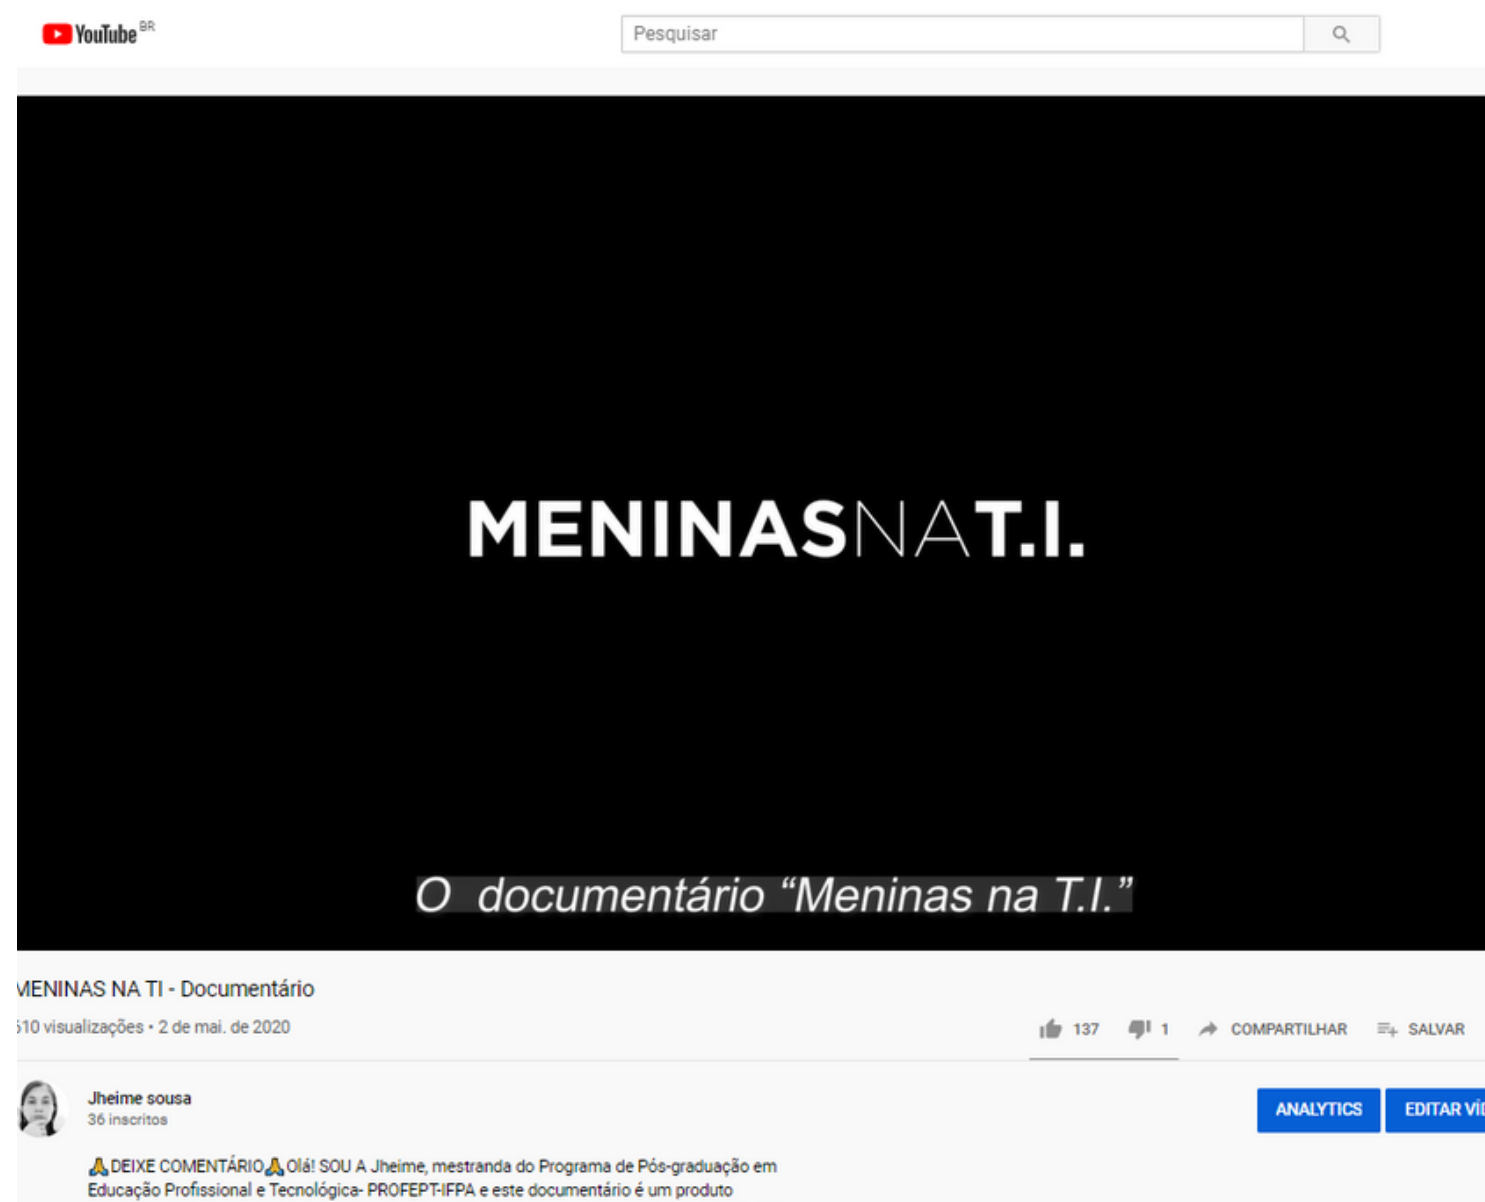 YouTube BR
Pesquisar
MENINASNAT.I.
O documentário “Meninas na T.I.”
MENINAS NA TI - Documentário
610 visualizações • 2 de mai. de 2020
137 1 COMPARTILHAR SALVAR
Jheime sousa
36 inscritos
ANALYTICS EDITAR VÍD
🙏DEIXE COMENTÁRIO🙏Olá! SOU A Jheime, mestranda do Programa de Pós-graduação em
Educação Profissional e Tecnológica- PROFEPT-IFPA e este documentário é um produto